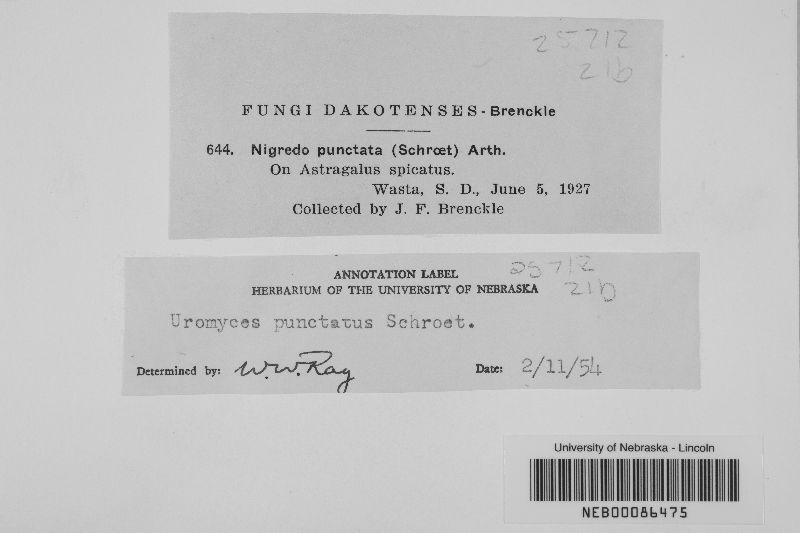 25712
21b
FUNGI DAKOTENSES - Brenckle
644. Nigredo punctata (Schrœt) Arth.
On Astragalus spicatus.
Wasta, S. D., June 5, 1927
Collected by J. F. Brenckle
ANNOTATION LABEL
25712
HERBARIUM OF THE UNIVERSITY OF NEBRASKA
21b
Uromyces punctatus Schroet.
Determined by: W.W. Ray Date: 2/11/54
University of Nebraska - Lincoln
NEB00086475